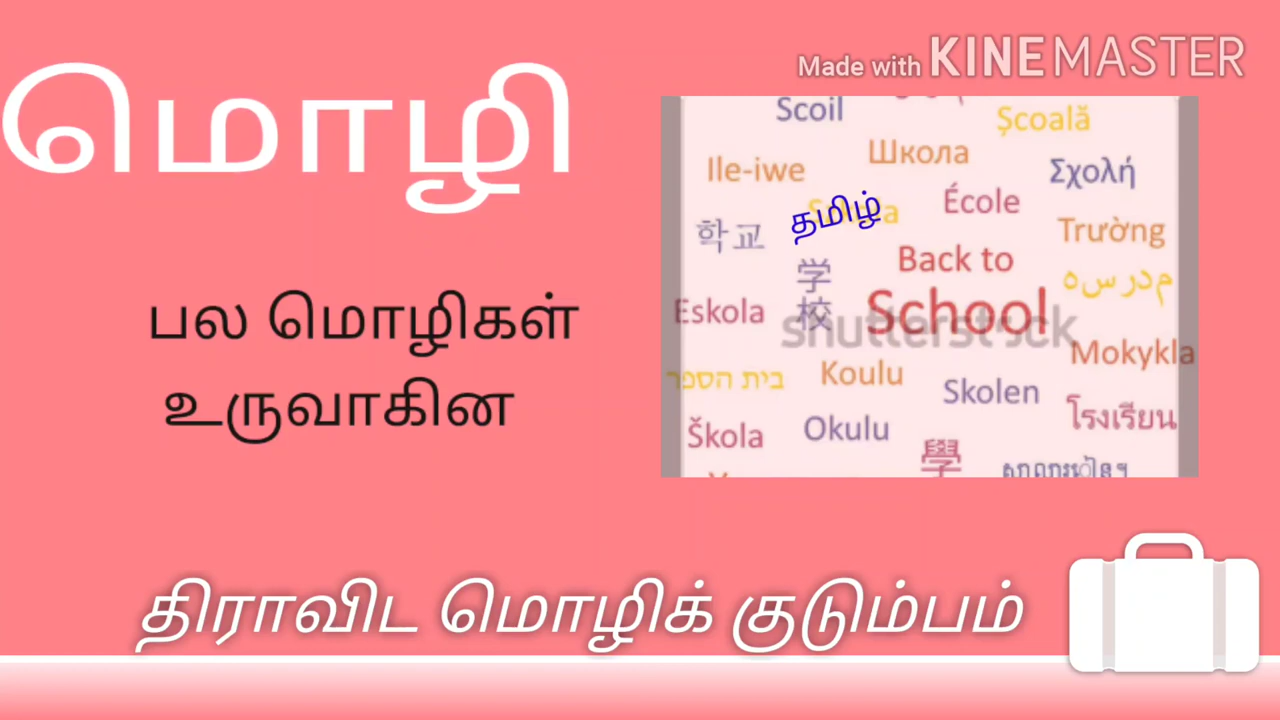 மொழி
Made with KINEMASTER
பல மொழிகள்
உருவாகின
Scoil
Școală
Ile-iwe
Школа
Σχολή
தமிழ்
École
학교
Trường
Back to
مدرسه
学校
Eskola
School
shutterstock
Mokykla
בית הספר
Koulu
Skolen
Škola
Okulu
โรงเรียน
學
திராவிட மொழிக் குடும்பம்